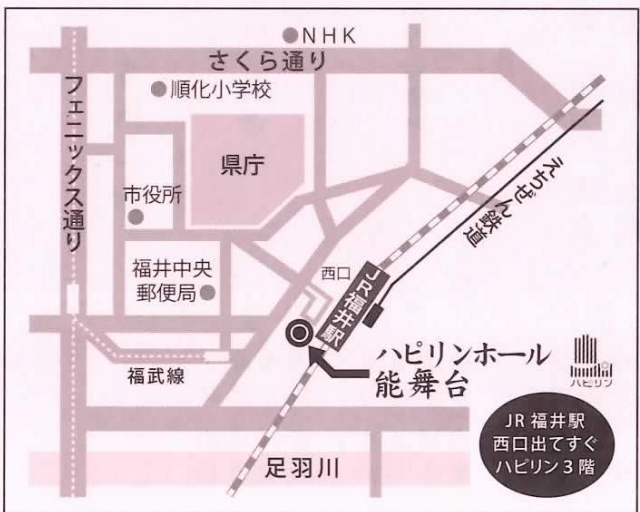 NHK
さくら通り
順化小学校
フェニックス通り
県庁
えちぜん鉄道
市役所
福井中央
郵便局
西口
JR福井駅
ハピリンホール
能舞台
福武線
ハピリン
JR福井駅
西口出てすぐ
ハピリン3階
足羽川